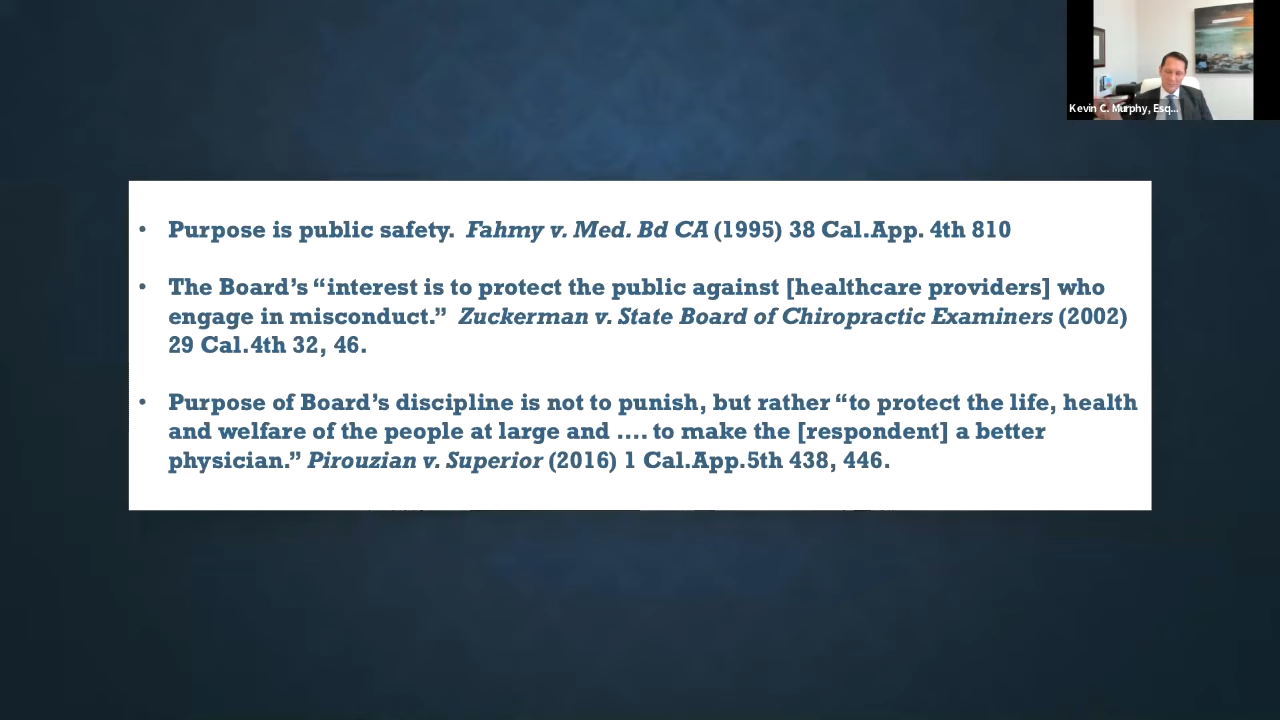 Kevin C. Murphy, Esq...
• Purpose is public safety. Fahmy v. Med. Bd CA (1995) 38 Cal.App. 4th 810
• The Board’s “interest is to protect the public against [healthcare providers] who
engage in misconduct.” Zuckerman v. State Board of Chiropractic Examiners (2002)
29 Cal.4th 32, 46.
• Purpose of Board’s discipline is not to punish, but rather “to protect the life, health
and welfare of the people at large and …. to make the [respondent] a better
physician.” Pirouzian v. Superior (2016) 1 Cal.App.5th 438, 446.